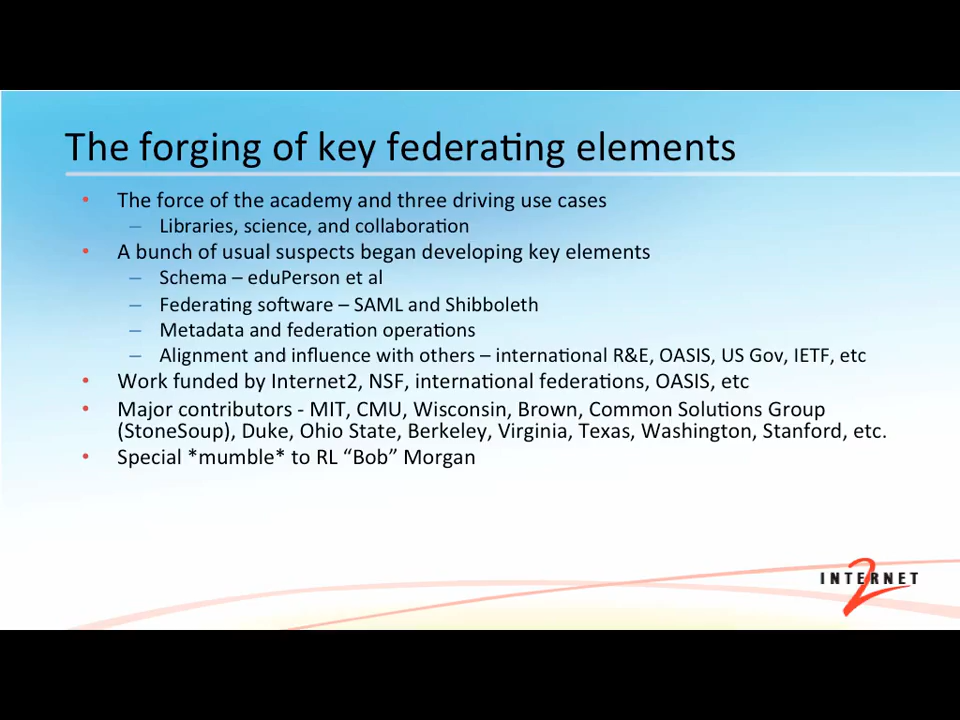 The forging of key federating elements
• The force of the academy and three driving use cases
– Libraries, science, and collaboration
• A bunch of usual suspects began developing key elements
– Schema – eduPerson et al
– Federating software – SAML and Shibboleth
– Metadata and federation operations
– Alignment and influence with others – international R&E, OASIS, US Gov, IETF, etc
• Work funded by Internet2, NSF, international federations, OASIS, etc
• Major contributors - MIT, CMU, Wisconsin, Brown, Common Solutions Group
(StoneSoup), Duke, Ohio State, Berkeley, Virginia, Texas, Washington, Stanford, etc.
• Special *mumble* to RL “Bob” Morgan
INTERNET 2